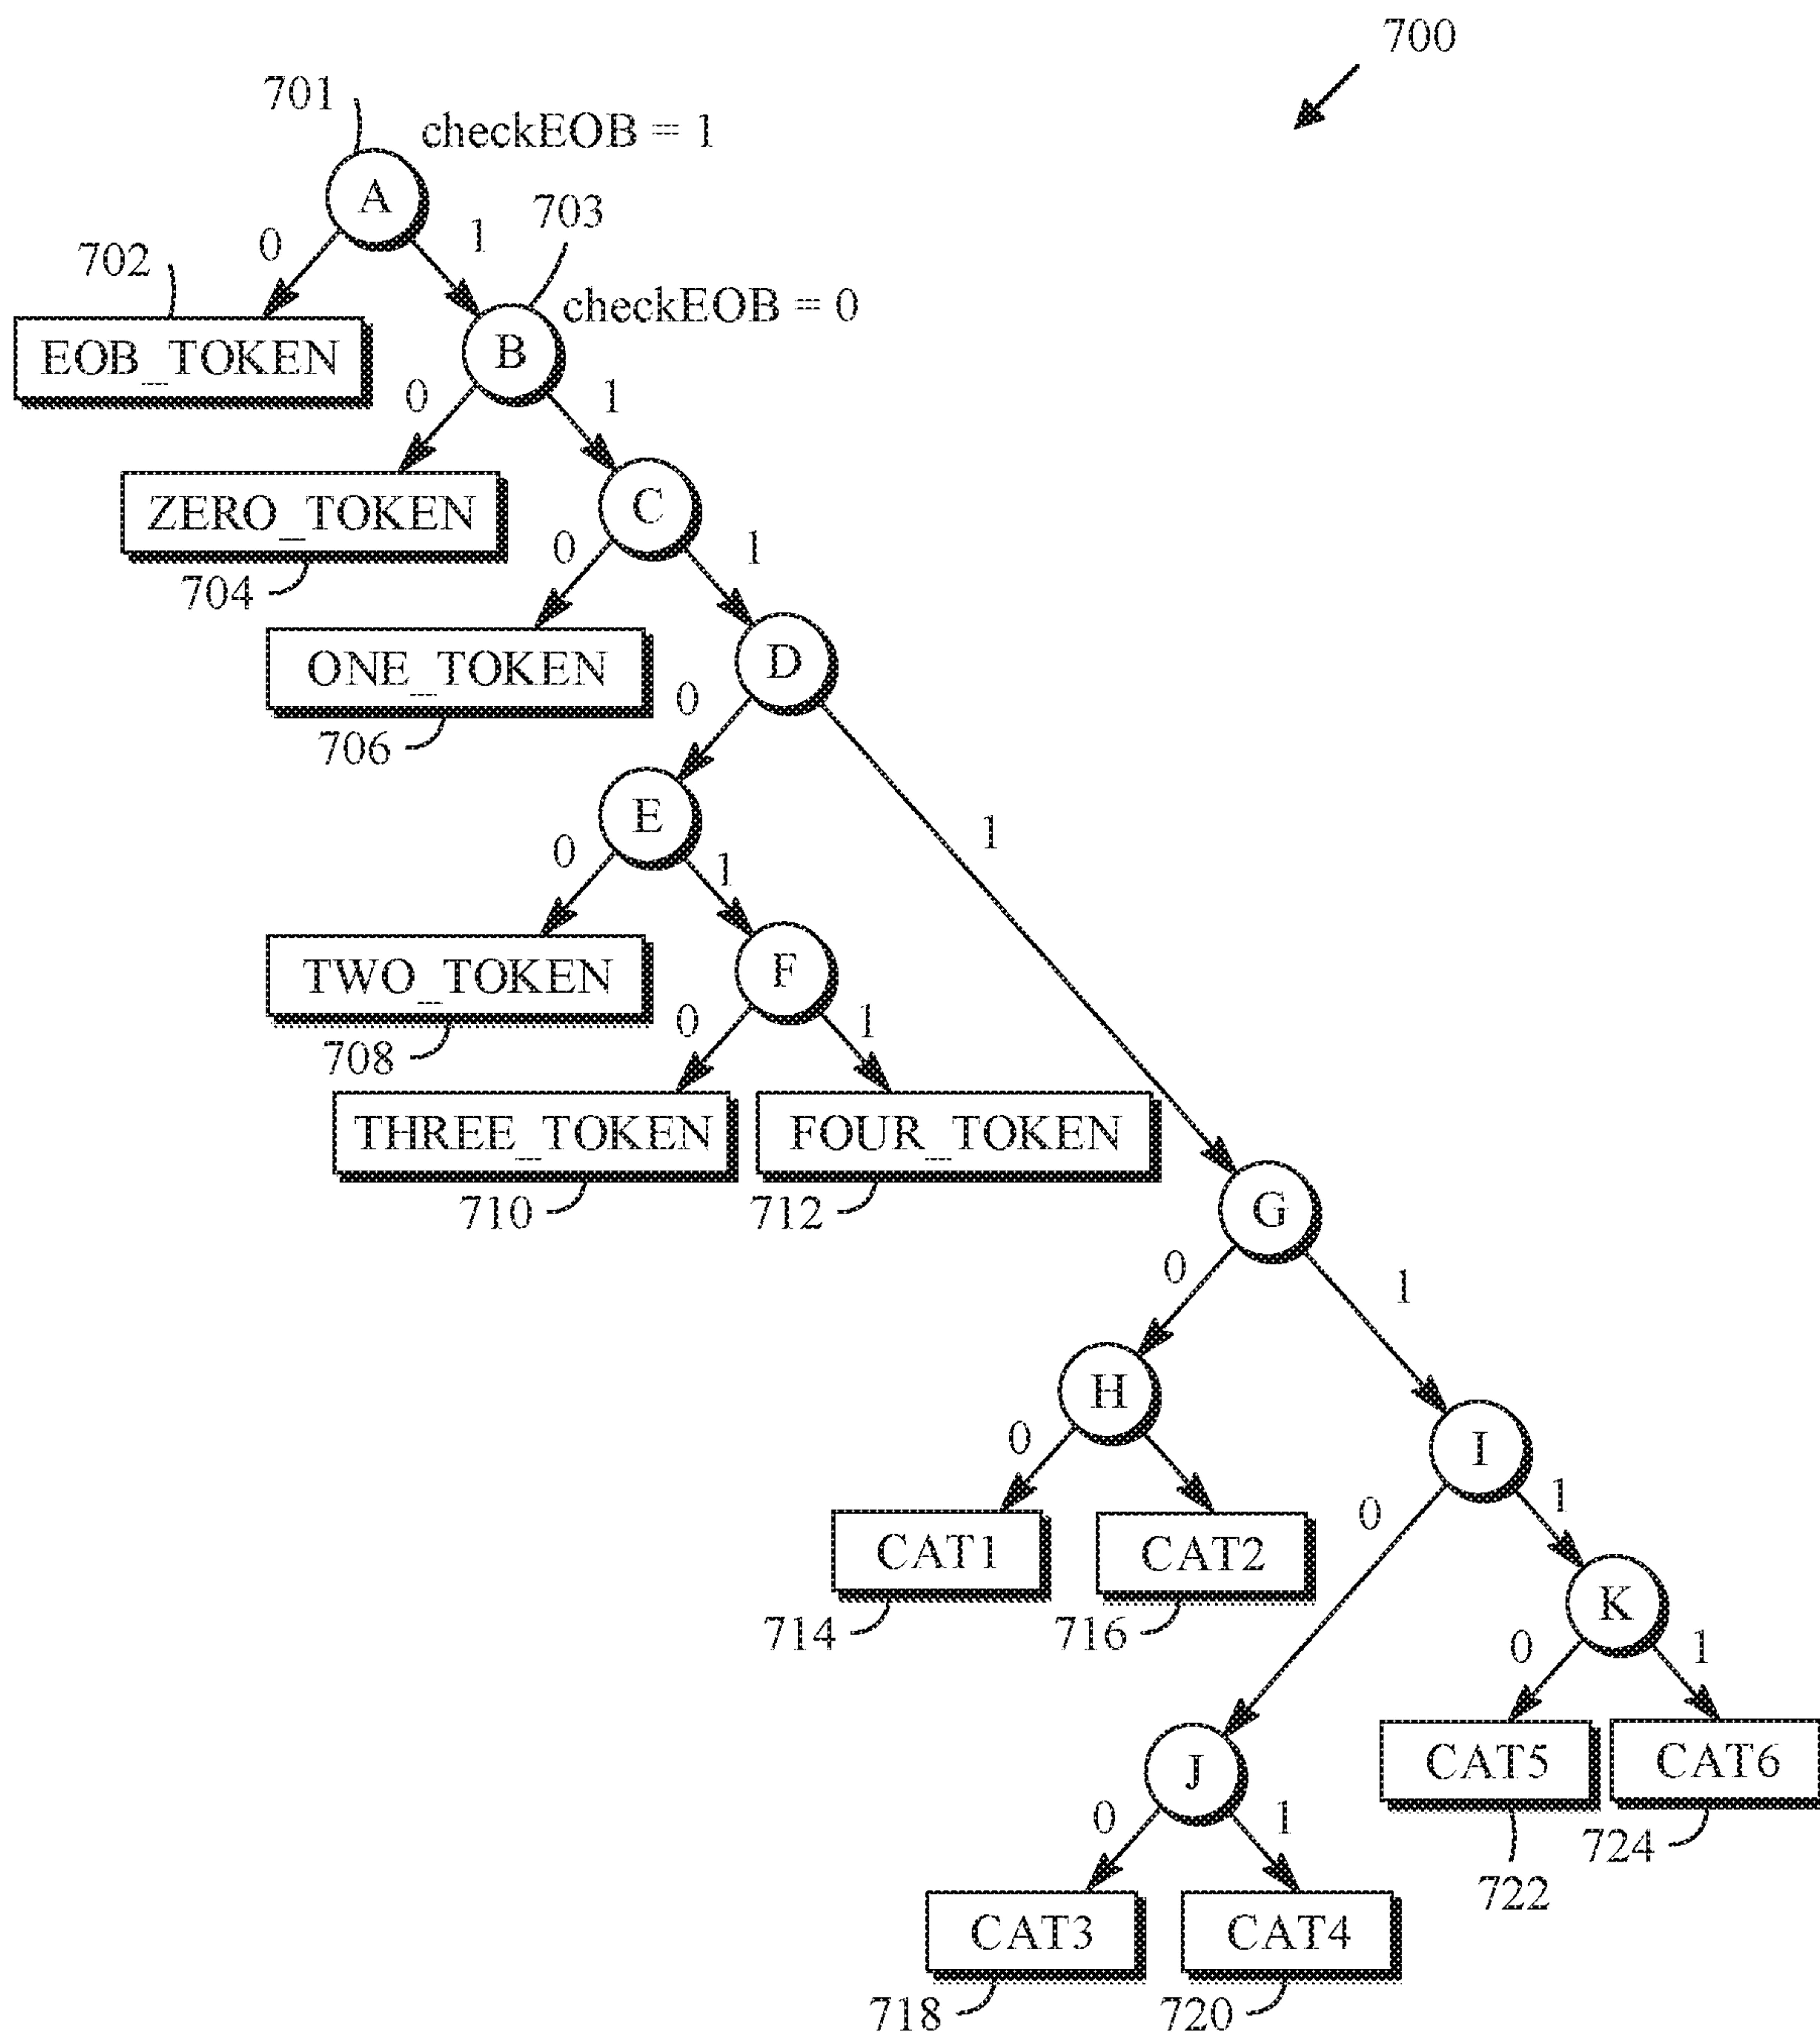 700
701
checkEOB = 1
A
703
0
1
702
checkEOB = 0
EOB_TOKEN
B
0
1
ZERO_TOKEN
C
704
0
1
ONE_TOKEN
D
706
0
E
1
0
1
TWO_TOKEN
F
708
0
1
THREE_TOKEN
FOUR_TOKEN
710
712
G
0
1
H
0
I
0
1
CAT1
CAT2
714
716
K
0
1
J
CAT5
CAT6
0
1
722
724
CAT3
CAT4
718
720